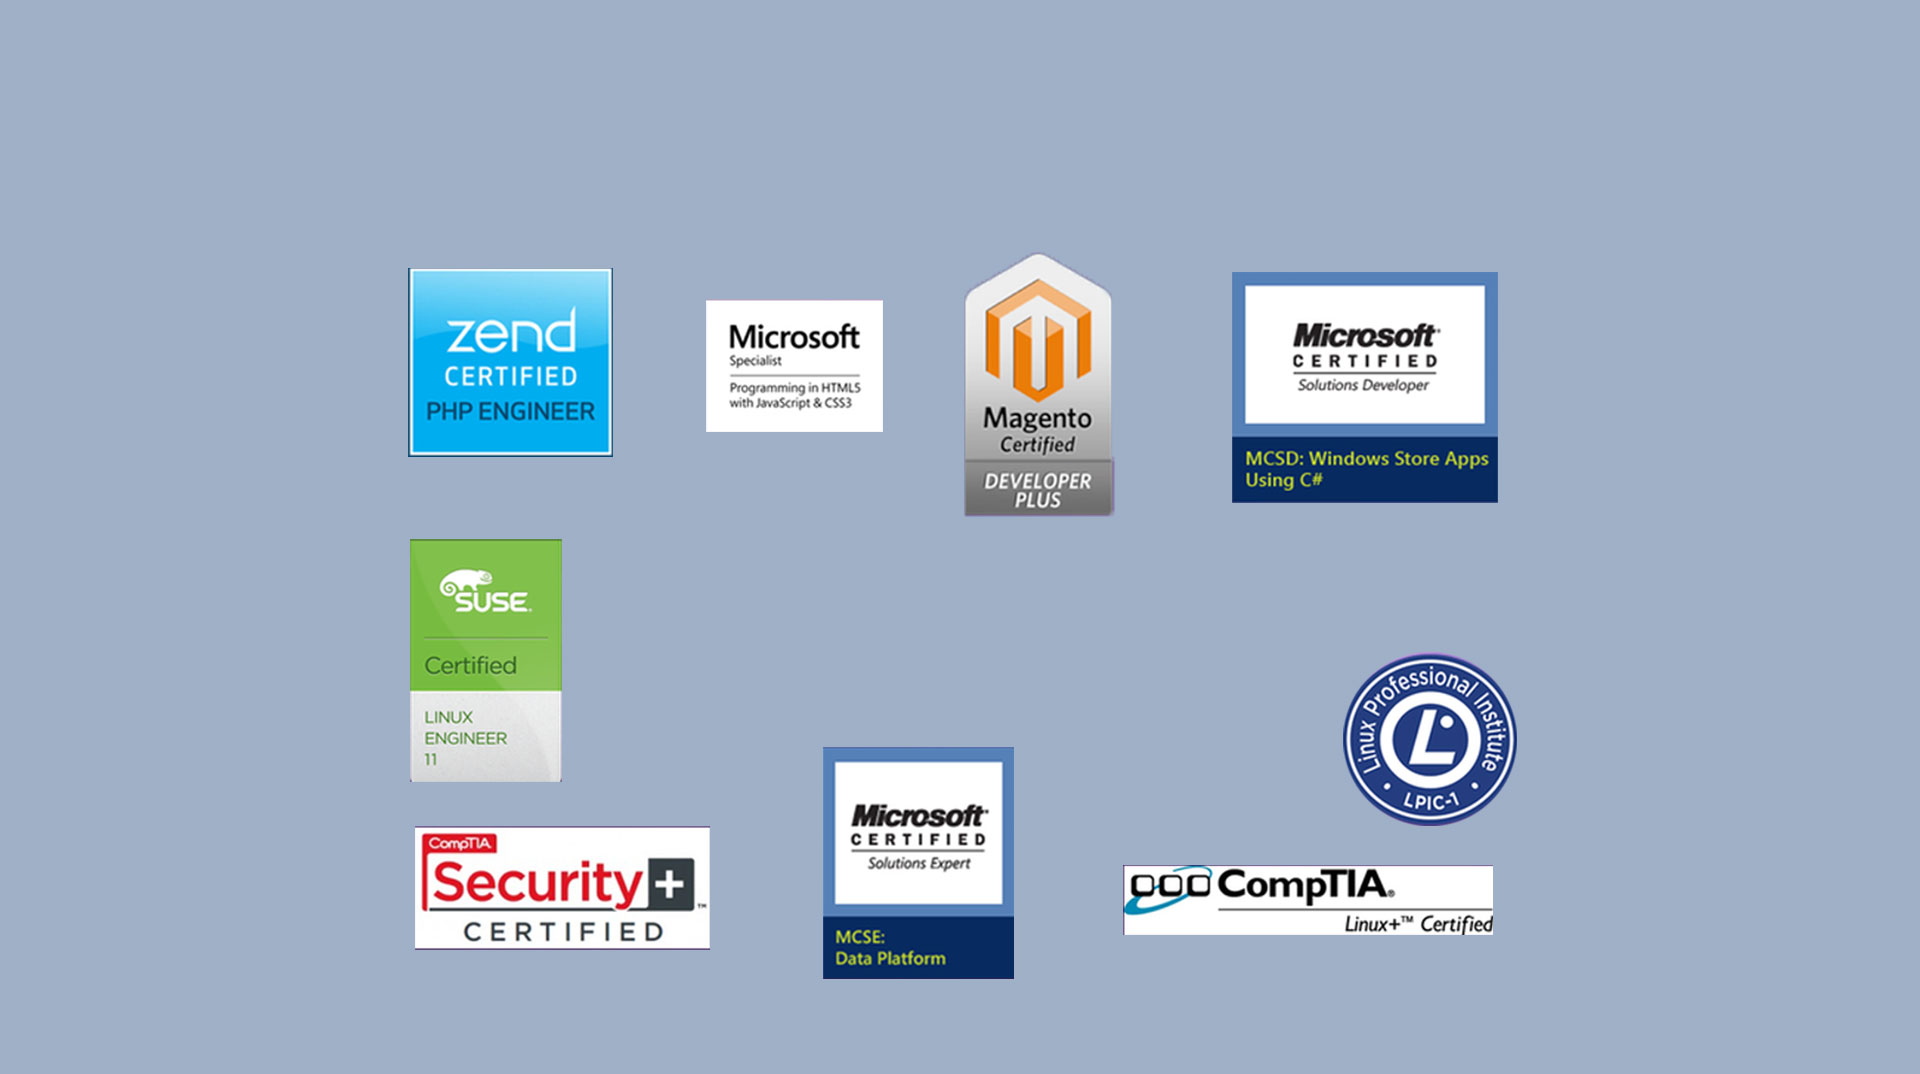 zend
CERTIFIED
PHP ENGINEER
Microsoft
Specialist
Programming in HTML5
with JavaScript & CSS3
Magento
Certified
DEVELOPER
PLUS
Microsoft
CERTIFIED
Solutions Developer
MCSD: Windows Store Apps
Using C#
SUSE
Certified
LINUX
ENGINEER
11
Linux Professional Institute
LPIC-1
CompTIA
Security+™
CERTIFIED
Microsoft
CERTIFIED
Solutions Expert
MCSE:
Data Platform
CompTIA®
Linux+™ Certified